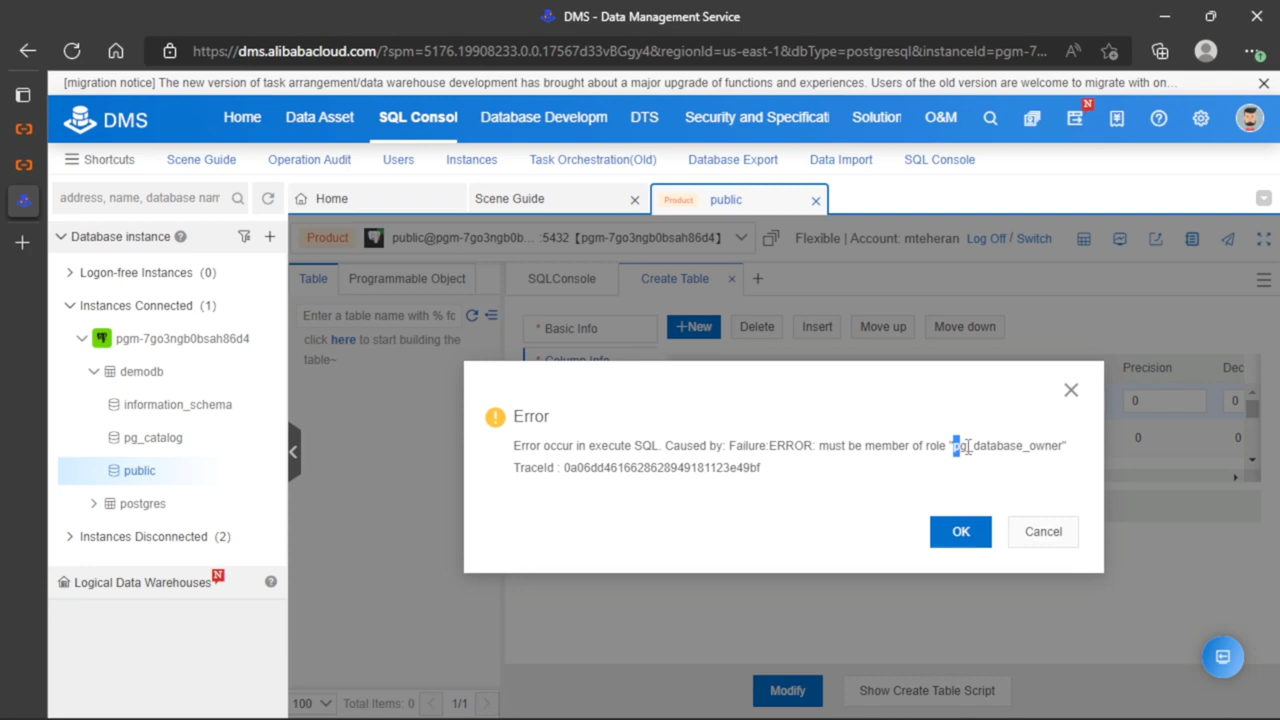 DMS - Data Management Service
https://dms.alibabacloud.com/?spm=5176.19908233.0.0.17567d33vBGgy4&regionId=us-east-1&dbType=postgresql&instanceId=pgm-7...
[migration notice] The new version of task arrangement/data warehouse development has brought about a major upgrade of functions and experiences. Users of the old version are welcome to migrate with on...
DMS Home Data Asset SQL Consol Database Developm DTS Security and Specificati Solution O&M N
Shortcuts Scene Guide Operation Audit Users Instances Task Orchestration(Old) Database Export Data Import SQL Console
address, name, database nam Home Scene Guide Product public
Database instance Product public@pgm-7go3ngb0b... :5432【pgm-7go3ngb0bsah86d4】 Flexible | Account: mteheran Log Off / Switch
Logon-free Instances (0) Table Programmable Object SQLConsole Create Table
Instances Connected (1) Enter a table name with % fc * Basic Info +New Delete Insert Move up Move down
pgm-7go3ngb0bsah86d4 click here to start building the
table~ * Column Info Precision Dec
demodb 0 0
information_schema
pg_catalog 0 0
public
postgres
Instances Disconnected (2)
Logical Data Warehouses N
Error
Error occur in execute SQL. Caused by: Failure:ERROR: must be member of role "pg_database_owner"
TraceId : 0a06dd4616628628949181123e49bf
OK Cancel
Modify Show Create Table Script
100 Total Items: 0 1/1